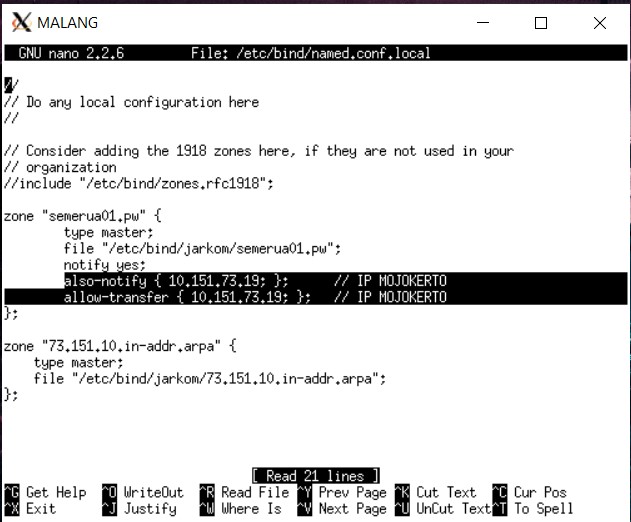 MALANG
GNU nano 2.2.6 File: /etc/bind/named.conf.local
//
// Do any local configuration here
//
// Consider adding the 1918 zones here, if they are not used in your
// organization
//include "/etc/bind/zones.rfc1918";
zone "semerua01.pw" {
type master;
file "/etc/bind/jarkom/semerua01.pw";
notify yes;
also-notify { 10.151.73.19; }; // IP MOJOKERTO
allow-transfer { 10.151.73.19; }; // IP MOJOKERTO
};
zone "73.151.10.in-addr.arpa" {
type master;
file "/etc/bind/jarkom/73.151.10.in-addr.arpa";
};
[ Read 21 lines ]
^G Get Help ^O WriteOut ^R Read File ^Y Prev Page ^K Cut Text ^C Cur Pos
^X Exit ^J Justify ^W Where Is ^V Next Page ^U UnCut Text ^T To Spell